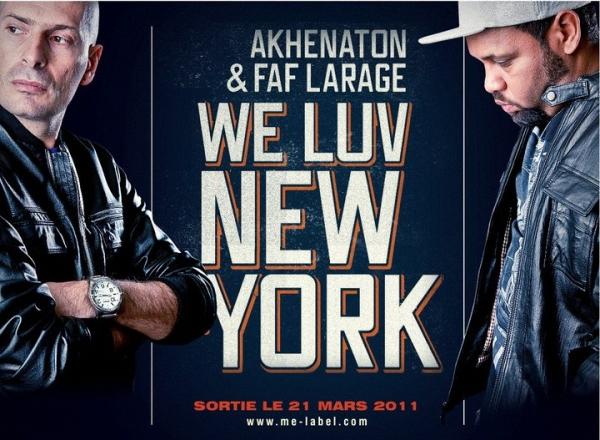 AKHENATON
& FAF LARAGE
WE LUV
NEW
YORK
SORTIE LE 21 MARS 2011
www.me-label.com